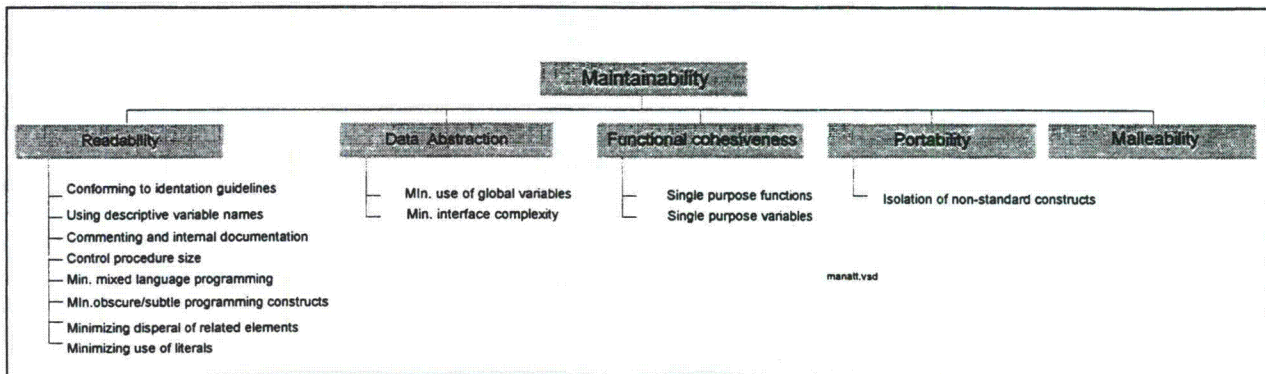 Maintainability
Readability
Data Abstraction
Functional cohesiveness
Portability
Malleability
Conforming to identation guidelines
Using descriptive variable names
Commenting and internal documentation
Control procedure size
Min. mixed language programming
MIn.obscure/subtle programming constructs
Minimizing disperal of related elements
Minimizing use of literals
MIn. use of global variables
Min. interface complexity
Single purpose functions
Single purpose variables
Isolation of non-standard constructs
manatt.vsd